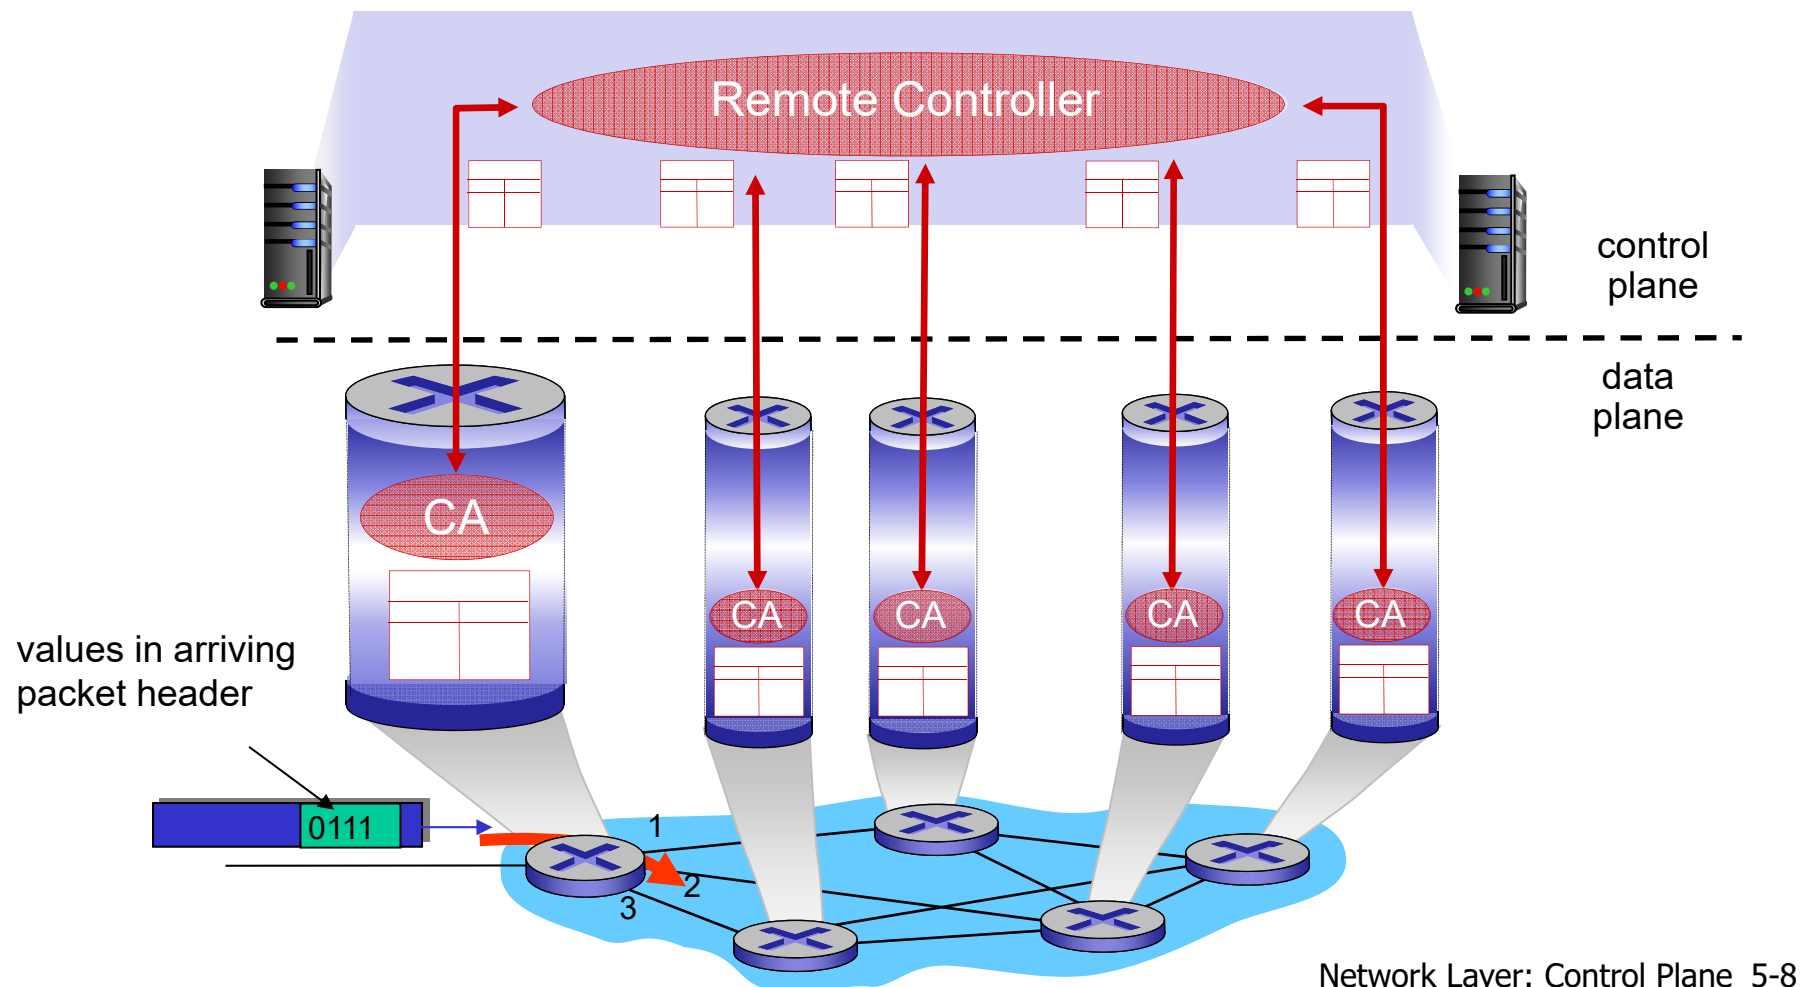 Remote Controller
control
plane
data
plane
CA
CA
CA
CA
CA
values in arriving
packet header
0111
1
2
3
Network Layer: Control Plane 5-8